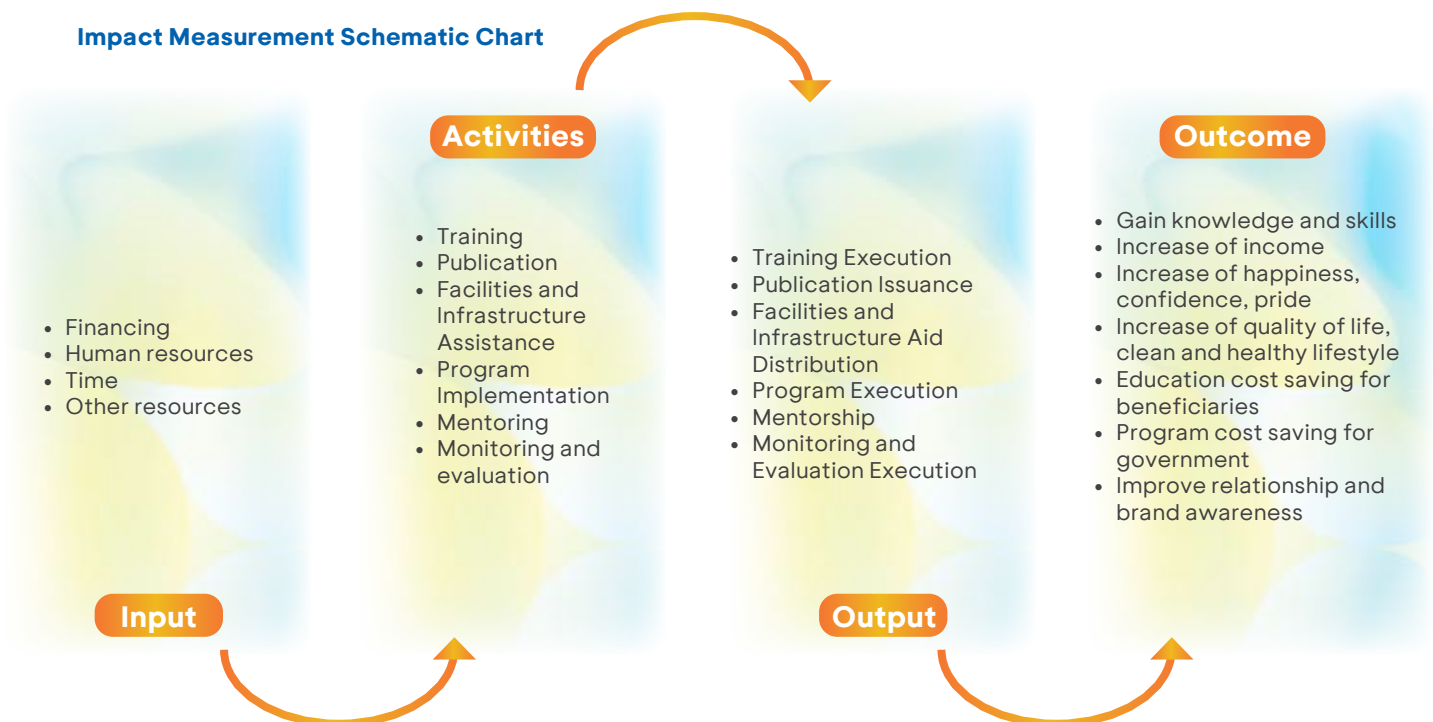 Impact Measurement Schematic Chart
Input
• Financing
• Human resources
• Time
• Other resources
Activities
• Training
• Publication
• Facilities and
Infrastructure
Assistance
• Program
Implementation
• Mentoring
• Monitoring and
evaluation
Output
• Training Execution
• Publication Issuance
• Facilities and
Infrastructure Aid
Distribution
• Program Execution
• Mentorship
• Monitoring and
Evaluation Execution
Outcome
• Gain knowledge and skills
• Increase of income
• Increase of happiness,
confidence, pride
• Increase of quality of life,
clean and healthy lifestyle
• Education cost saving for
beneficiaries
• Program cost saving for
government
• Improve relationship and
brand awareness